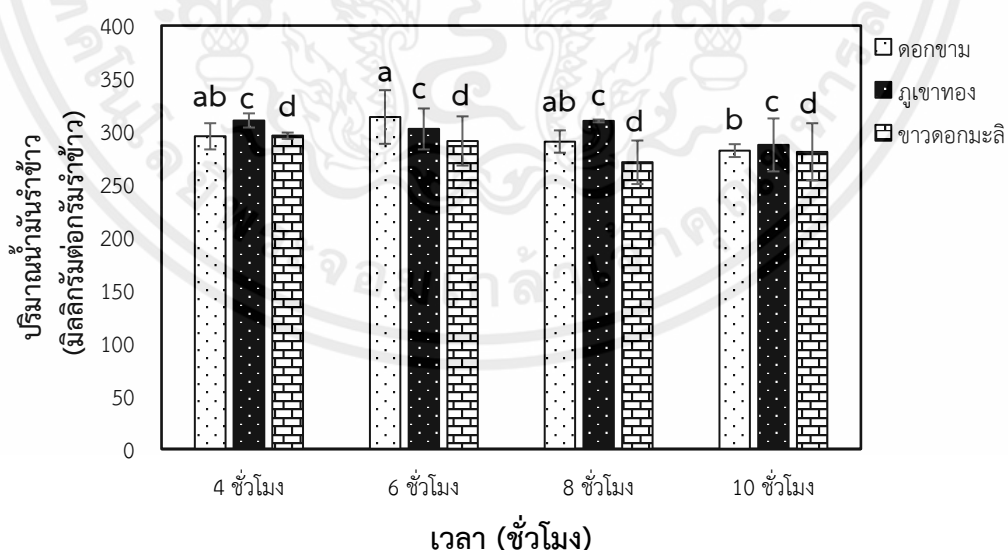 400
350
300
250
200
150
100
50
0
ปริมาณน้ำมันรำข้าว
(มิลลิกรัมต่อกรัมรำข้าว)
ab c d
a c d
ab c d
b c d
4 ชั่วโมง 6 ชั่วโมง 8 ชั่วโมง 10 ชั่วโมง
เวลา (ชั่วโมง)
ดอกขาม
ภูเขาทอง
ขาวดอกมะลิ